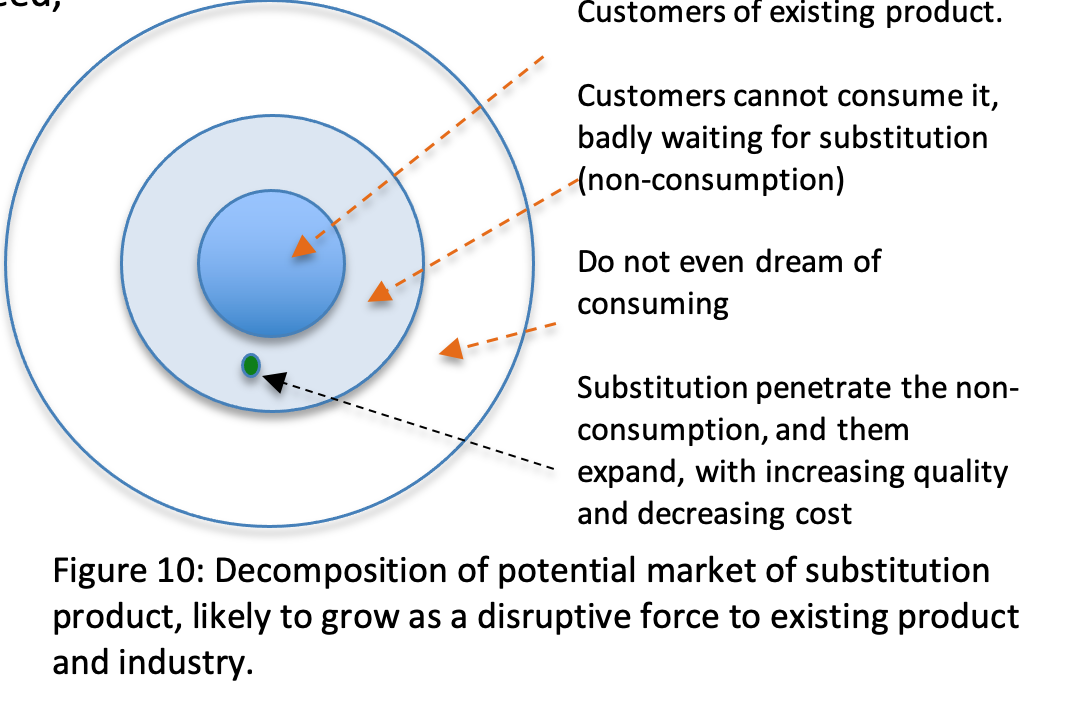 Customers of existing product.
Customers cannot consume it,
badly waiting for substitution
(non-consumption)
Do not even dream of
consuming
Substitution penetrate the non-
consumption, and them
expand, with increasing quality
and decreasing cost
Figure 10: Decomposition of potential market of substitution
product, likely to grow as a disruptive force to existing product
and industry.